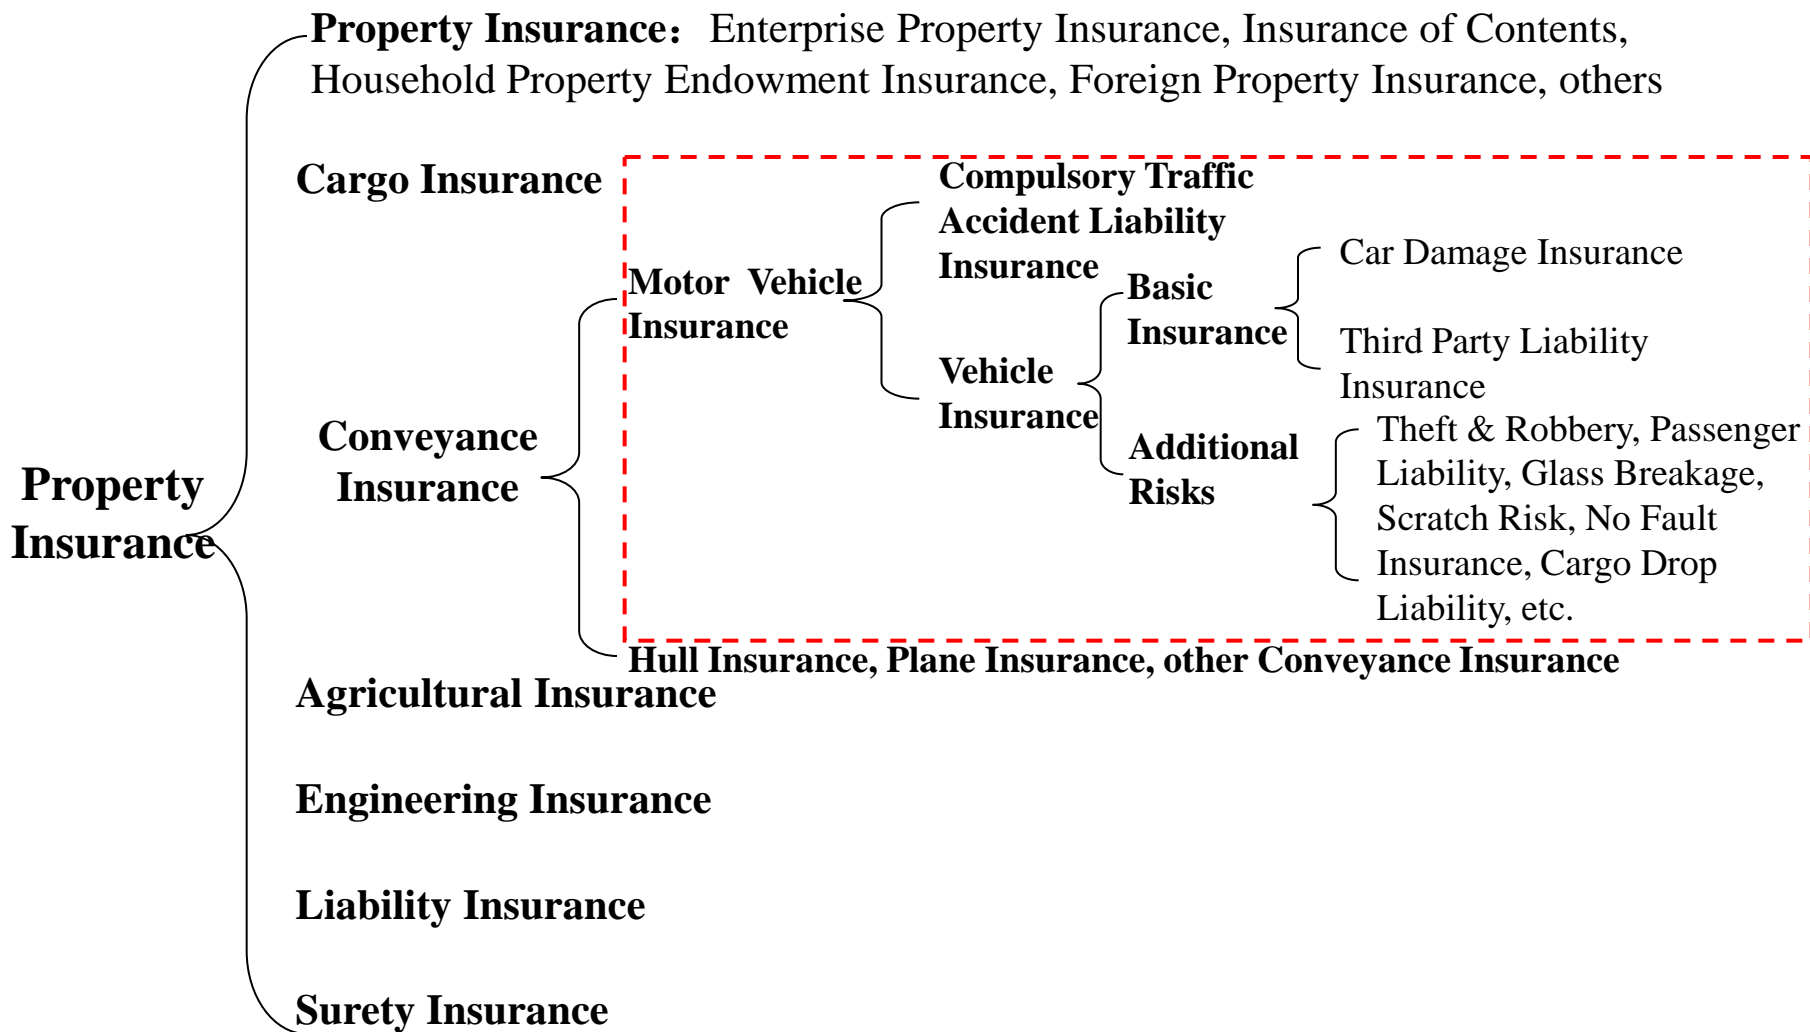 Property Insurance：Enterprise Property Insurance, Insurance of Contents,
Household Property Endowment Insurance, Foreign Property Insurance, others
Cargo Insurance
Compulsory Traffic
Accident Liability
Insurance
Motor Vehicle
Insurance
Basic
Insurance
Car Damage Insurance
Third Party Liability
Insurance
Vehicle
Insurance
Additional
Risks
Theft & Robbery, Passenger
Liability, Glass Breakage,
Scratch Risk, No Fault
Insurance, Cargo Drop
Liability, etc.
Conveyance
Insurance
Property
Insurance
Hull Insurance, Plane Insurance, other Conveyance Insurance
Agricultural Insurance
Engineering Insurance
Liability Insurance
Surety Insurance